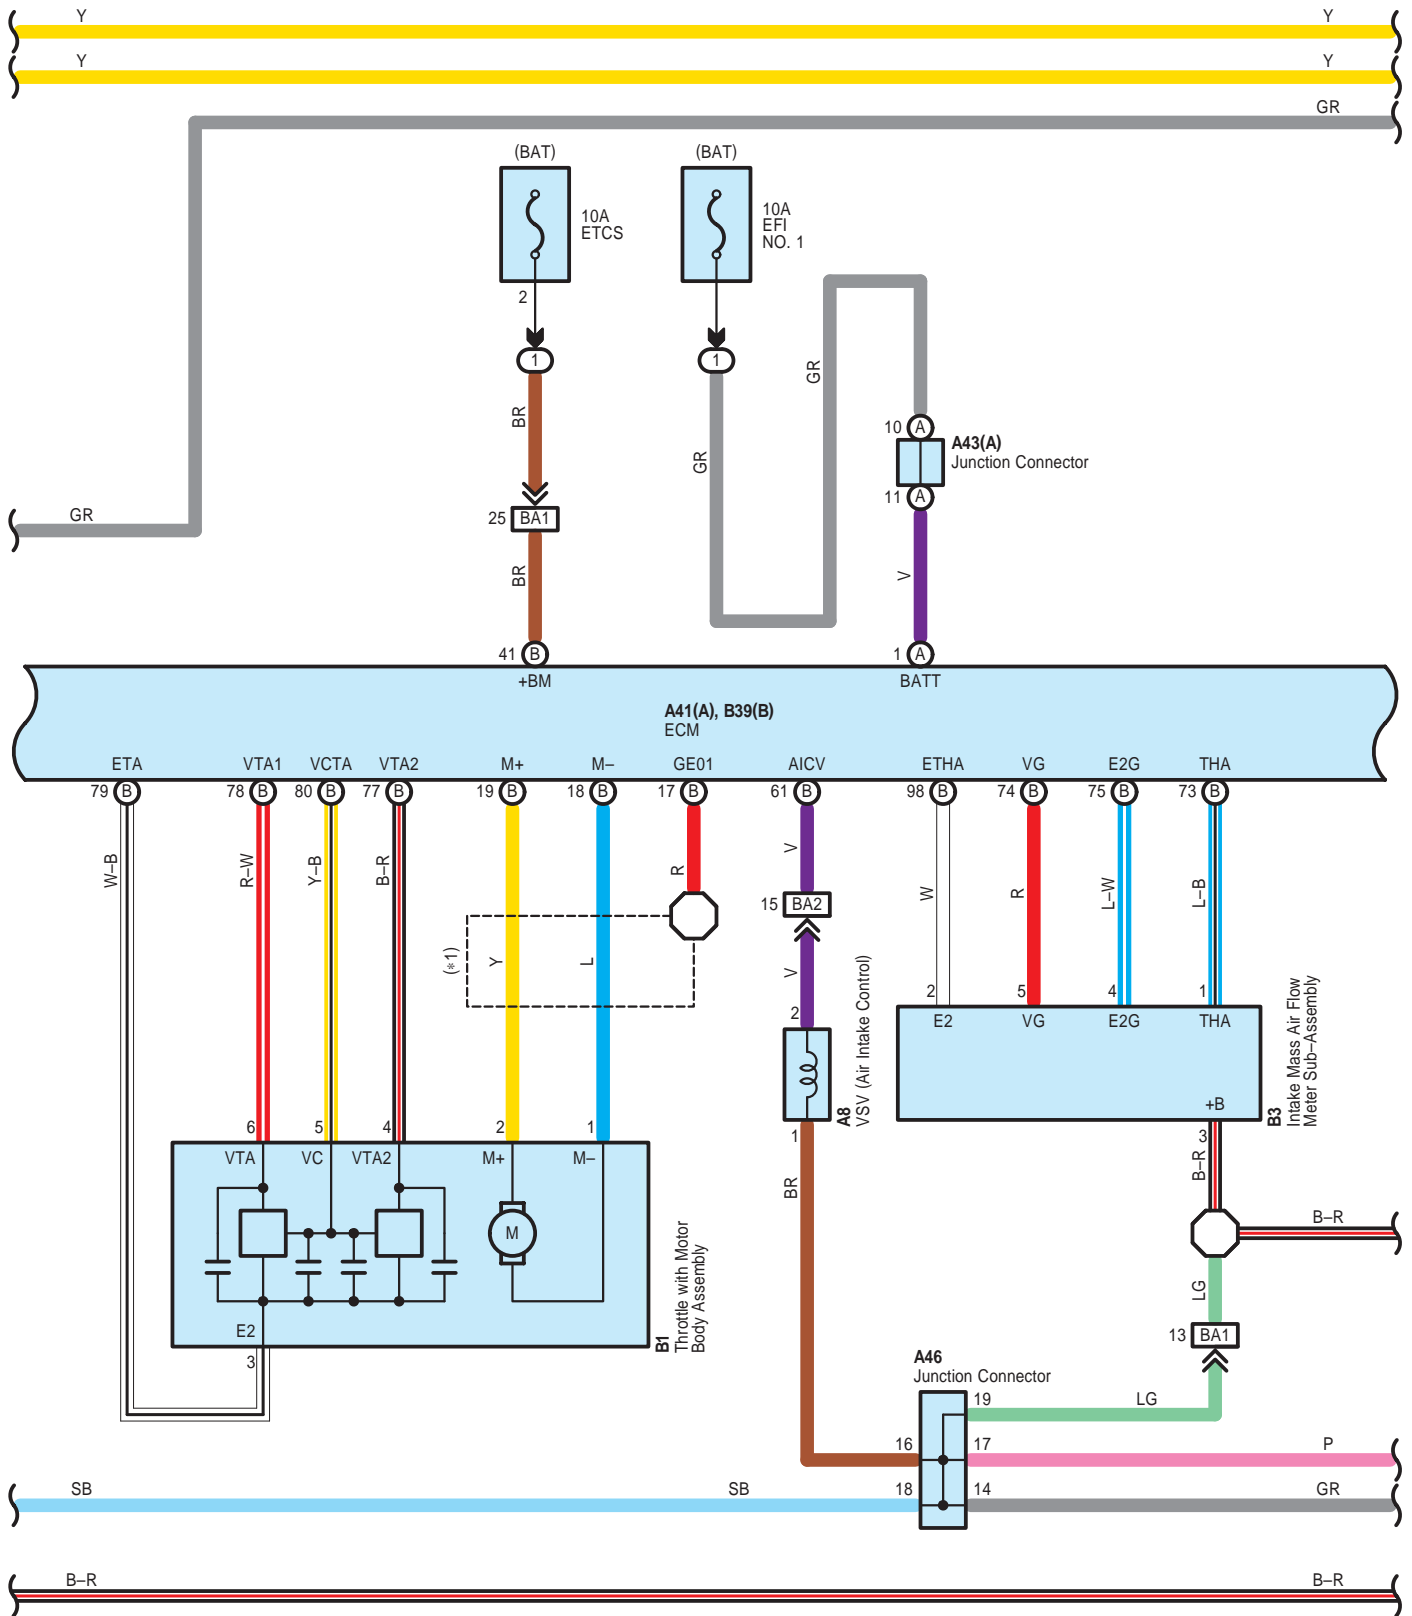 Y Y
Y Y
GR
(BAT) (BAT)
10A
ETCS
10A
EFI
NO. 1
2
1 1
GR
BR
10 A
A43(A)
Junction Connector
GR
11 A
GR
25 BA1
BR
V
41 B
1 A
+BM BATT
A41(A), B39(B)
ECM
ETA VTA1 VCTA VTA2 M+ M– GE01 AICV ETHA VG E2G THA
79 B 78 B 80 B 77 B 19 B 18 B 17 B 61 B 98 B 74 B 75 B 73 B
W–B R–W Y–B B–R R V W R L–W L–B
15 BA2
(*1) Y L V
2 5 4 1
2
E2 VG E2G THA
A8
VSV (Air Intake Control)
B3
Intake Mass Air Flow
Meter Sub–Assembly
+B
6 5 4 2 1 1 3
VTA VC VTA2 M+ M–
BR B–R
M
B–R
B1
Throttle with Motor
Body Assembly
LG
E2
13 BA1
3
A46
Junction Connector
19 LG
16 17 P
SB SB 18 14 GR
B–R B–R